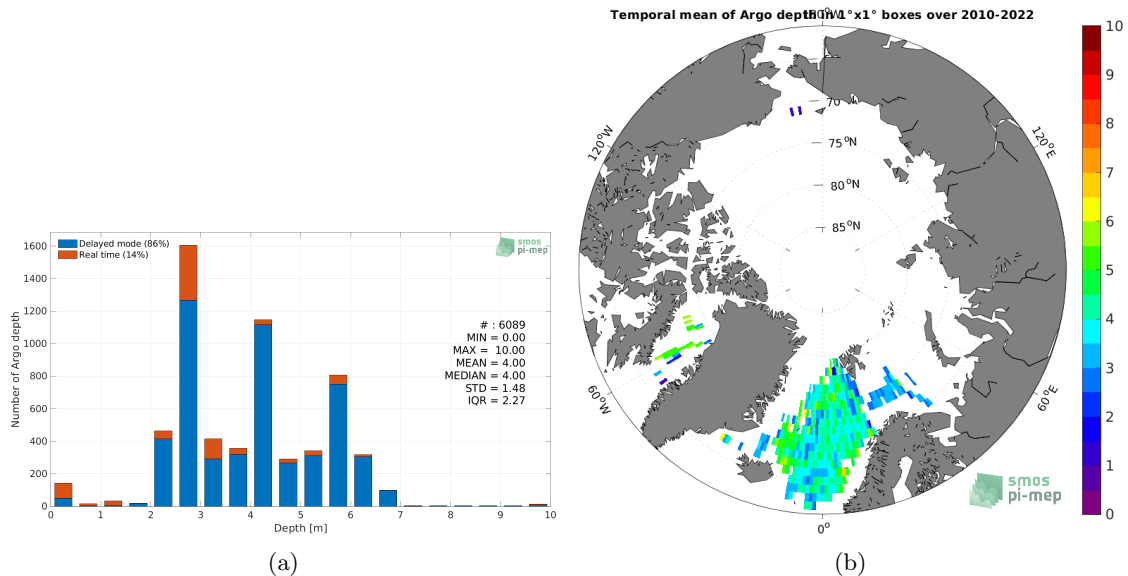 Temporal mean of Argo depth in 1°x1° boxes over 2010-2022
Delayed mode (86%)
Real time (14%)
smos
pi-mep
# : 6089
MIN = 0.00
MAX = 10.00
MEAN = 4.00
MEDIAN = 4.00
STD = 1.48
IQR = 2.27
Number of Argo depth
1600
1400
1200
1000
800
600
400
200
0
0 1 2 3 4 5 6 7 8 9 10
Depth [m]
(a)
180°W
120°W
120°E
60°W
60°E
0°
70°N
75°N
80°N
85°N
10
9
8
7
6
5
4
3
2
1
0
smos
pi-mep
(b)